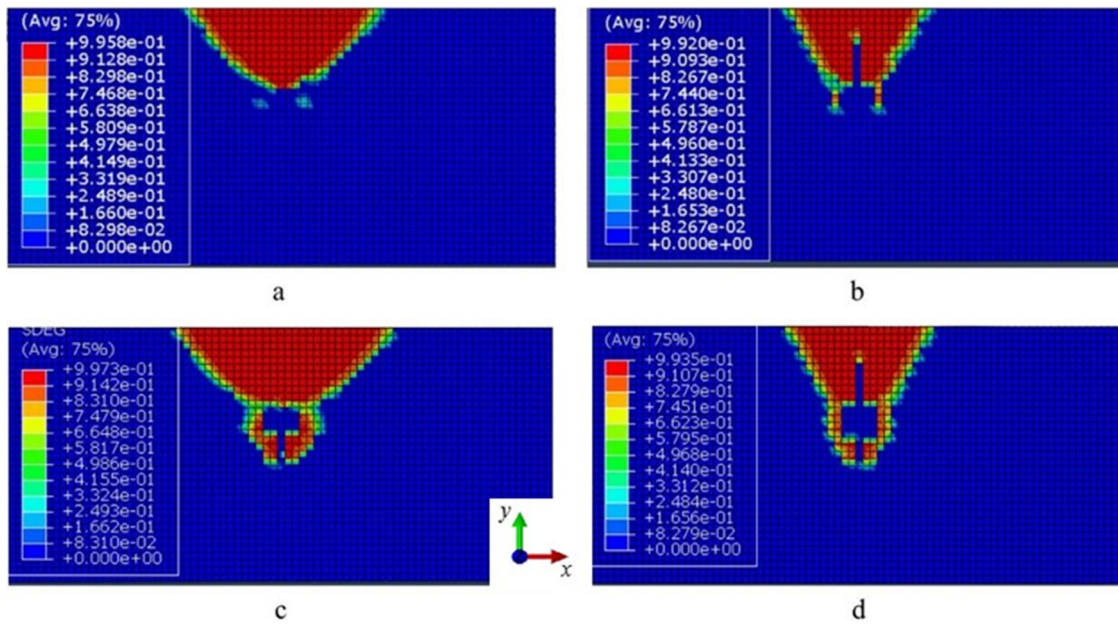 (Avg: 75%)
+9.958e-01
+9.128e-01
+8.298e-01
+7.468e-01
+6.638e-01
+5.809e-01
+4.979e-01
+4.149e-01
+3.319e-01
+2.489e-01
+1.660e-01
+8.298e-02
+0.000e+00
a
(Avg: 75%)
+9.920e-01
+9.093e-01
+8.267e-01
+7.440e-01
+6.613e-01
+5.787e-01
+4.960e-01
+4.133e-01
+3.307e-01
+2.480e-01
+1.653e-01
+8.267e-02
+0.000e+00
b
SDEG
(Avg: 75%)
+9.973e-01
+9.142e-01
+8.310e-01
+7.479e-01
+6.648e-01
+5.817e-01
+4.986e-01
+4.155e-01
+3.324e-01
+2.493e-01
+1.662e-01
+8.310e-02
+0.000e+00
y
x
c
(Avg: 75%)
+9.935e-01
+9.107e-01
+8.279e-01
+7.451e-01
+6.623e-01
+5.795e-01
+4.968e-01
+4.140e-01
+3.312e-01
+2.484e-01
+1.656e-01
+8.279e-02
+0.000e+00
d